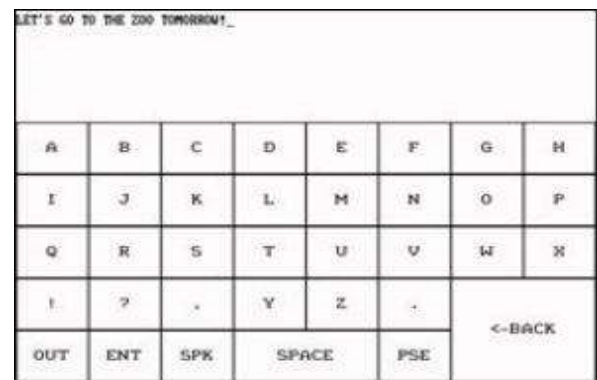 LET'S GO TO THE ZOO TOMORROW!_
A B C D E F G H
I J K L M N O P
Q R S T U V W X
! ? . Y Z .
<-BACK
OUT ENT SPK SPACE PSE